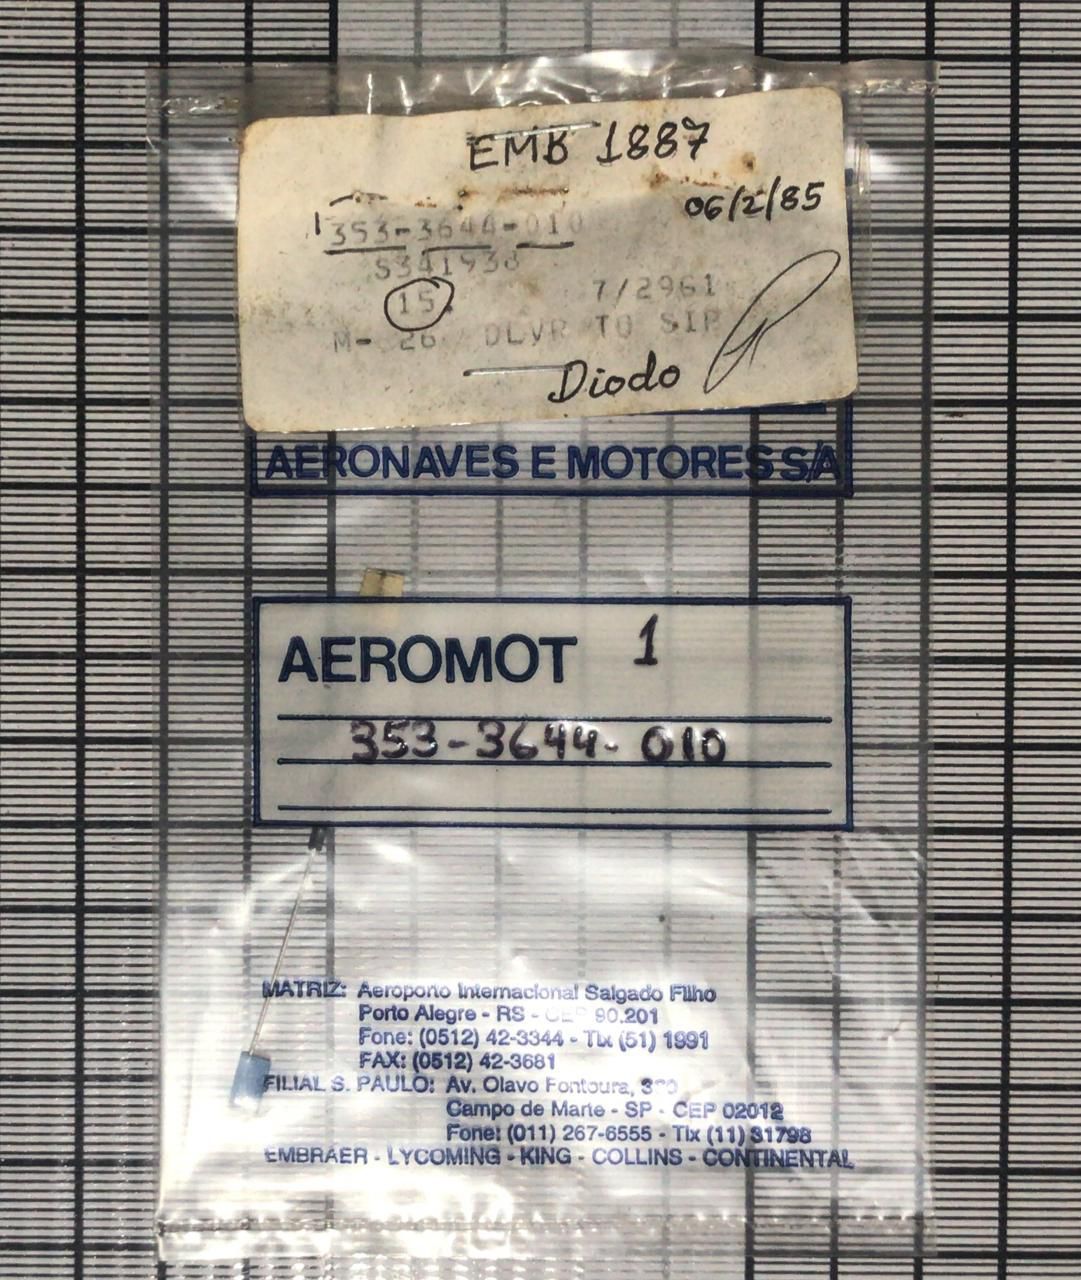 EMB 1887
06/2/85
353-3644-010
S341938
15.
7/2961
M- 26 DLVR TO SIP
Diodo
AERONAVES E MOTORES S/A
AEROMOT 1
353-3644-010
MATRIZ: Aeroporto Internacional Salgado Filho
Porto Alegre - RS - CEP 90.201
Fone: (0512) 42-3344 - Tlx (51) 1991
FAX: (0512) 42-3681
FILIAL S. PAULO: Av. Olavo Fontoura,
Campo de Marte - SP - CEP 02012
Fone: (011) 267-6555 - Tlx (11) 31798
EMBRAER - LYCOMING - KING - COLLINS - CONTINENTAL